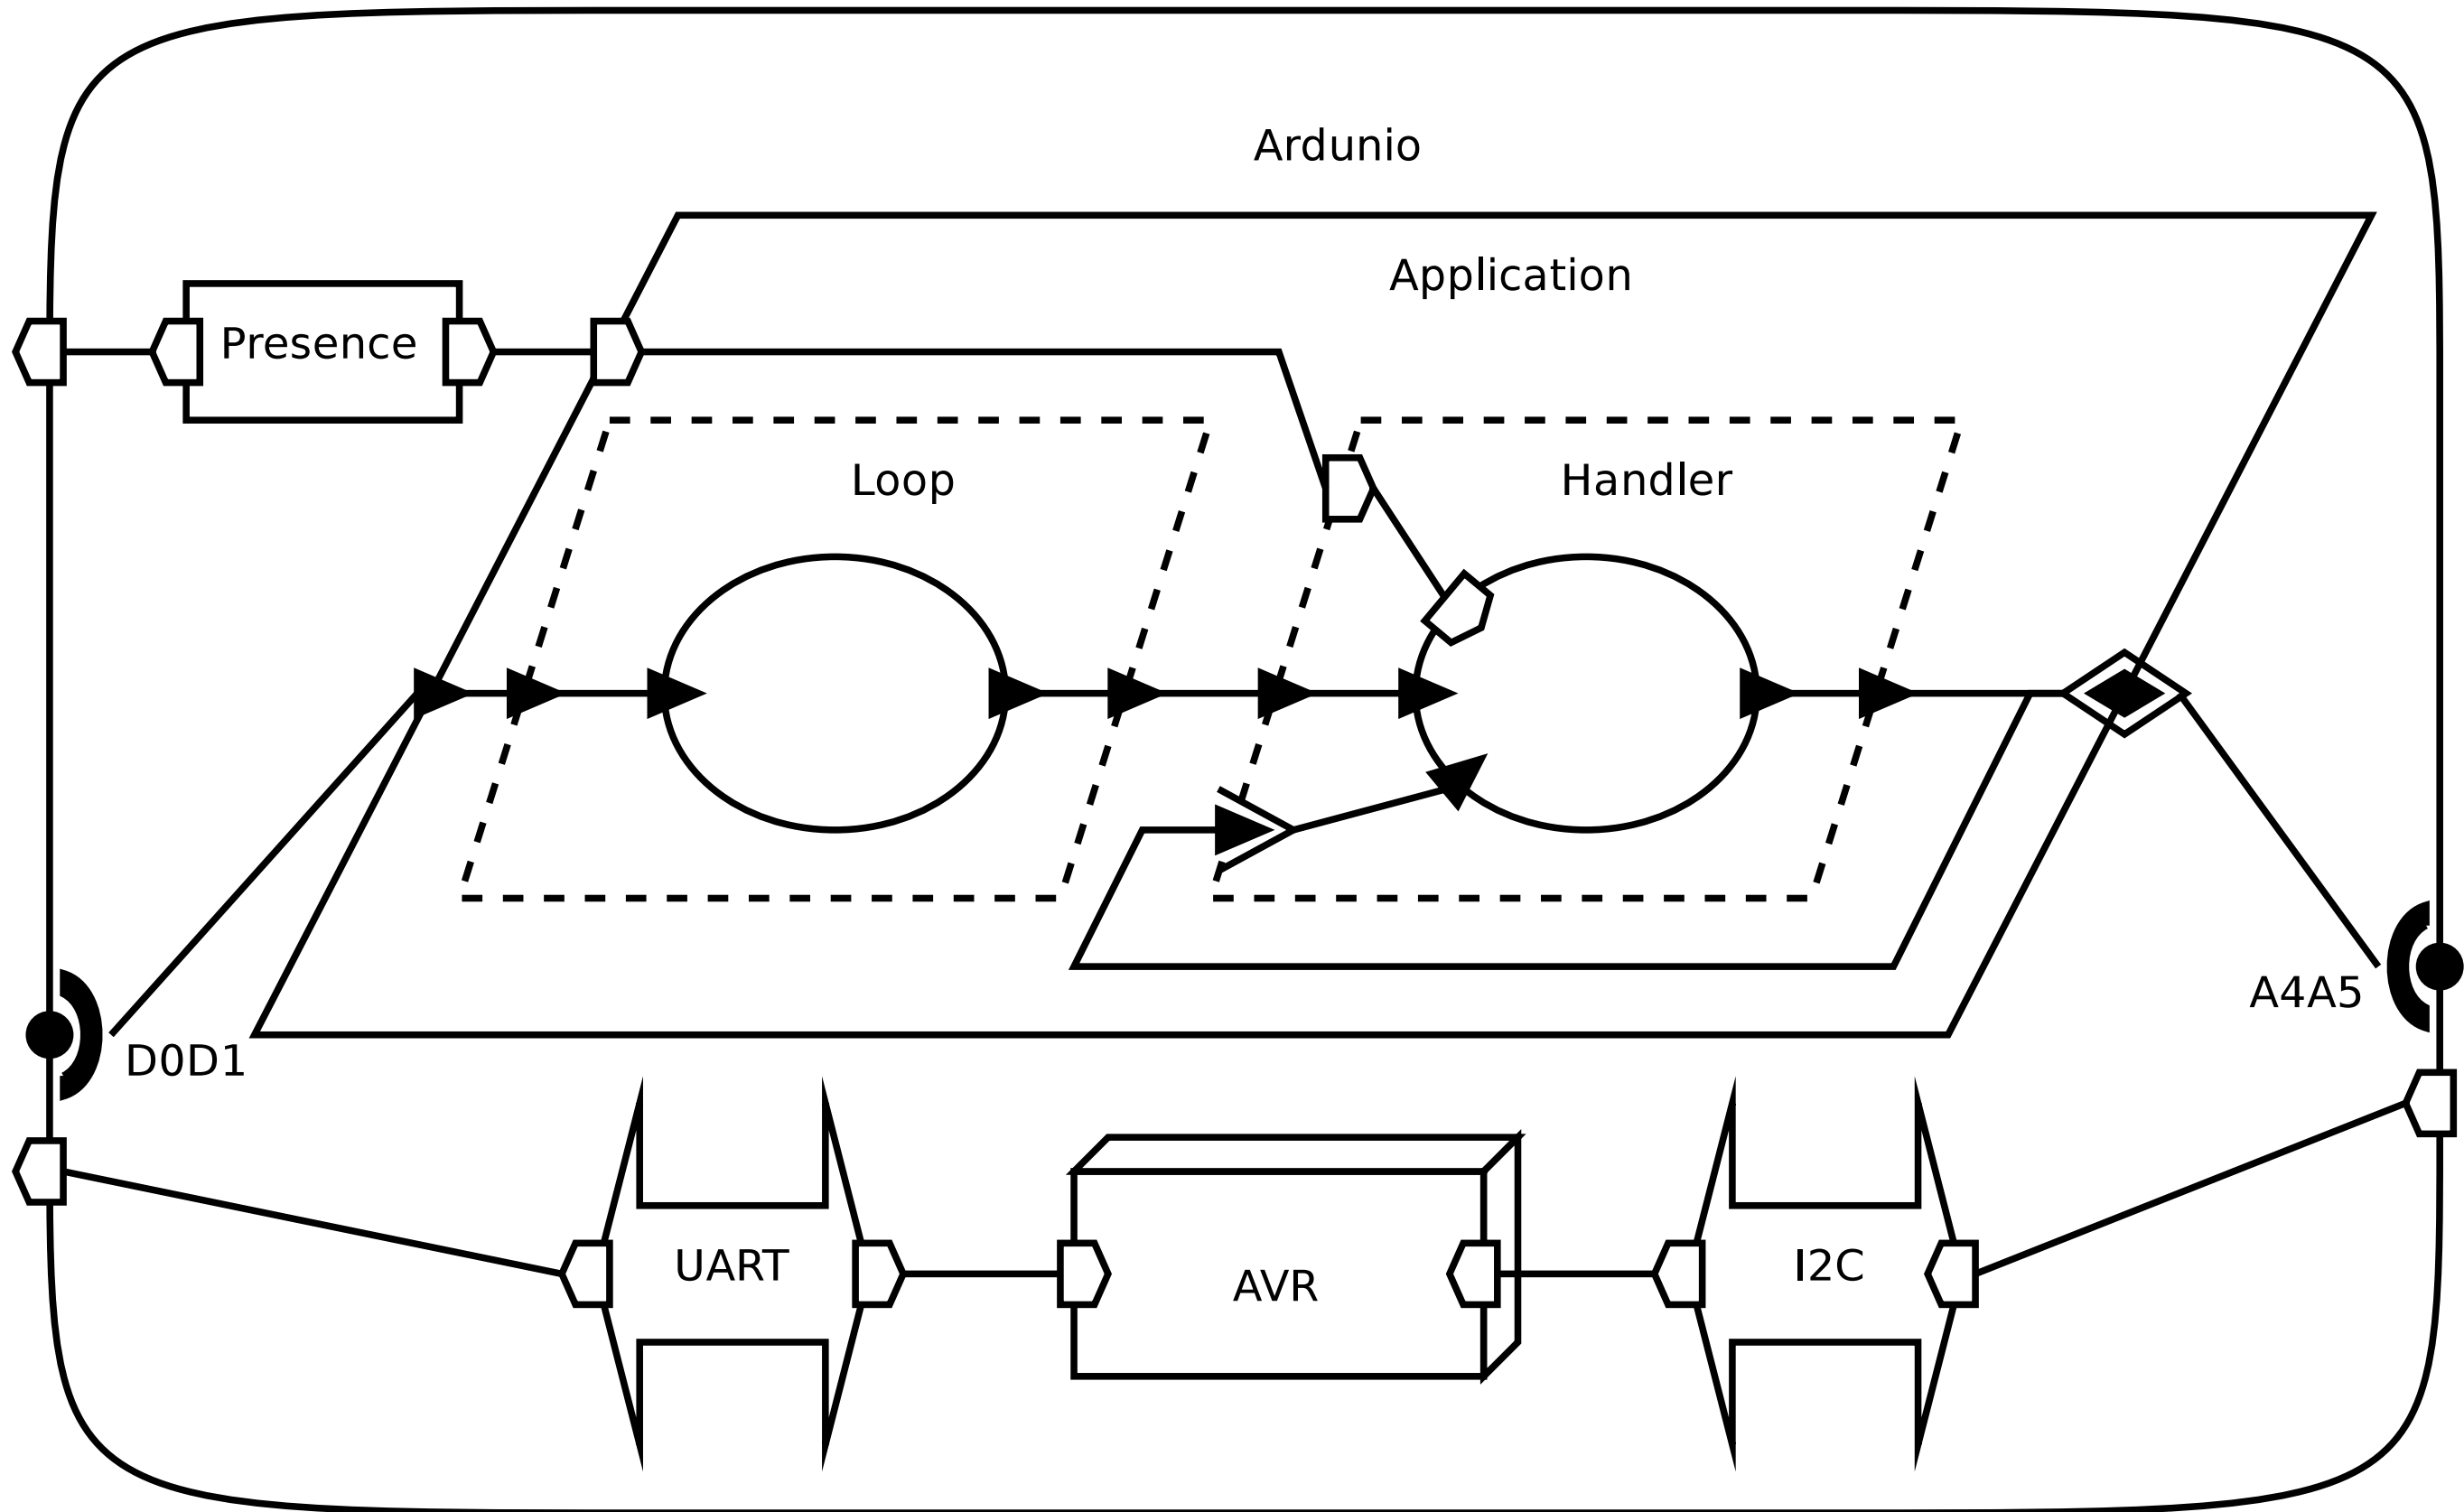 Ardunio
Application
Presence
Loop
Handler
A4A5
D0D1
UART
AVR
I2C